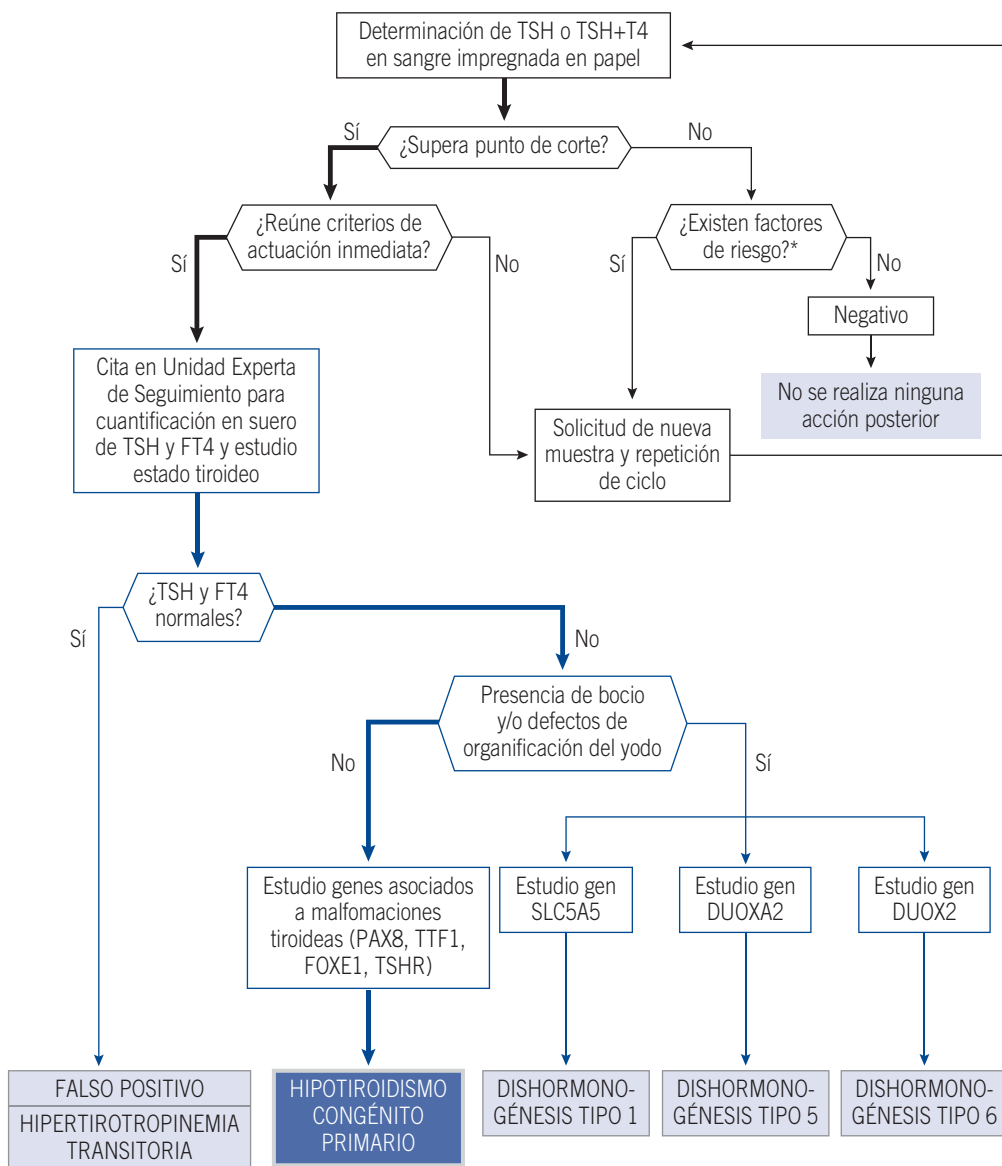 Determinación de TSH o TSH+T4
en sangre impregnada en papel
Sí
¿Supera punto de corte?
No
¿Reúne criterios de
actuación inmediata?
Sí
No
¿Existen factores
de riesgo?*
Sí
No
Negativo
No se realiza ninguna
acción posterior
Cita en Unidad Experta
de Seguimiento para
cuantificación en suero
de TSH y FT4 y estudio
estado tiroideo
Solicitud de nueva
muestra y repetición
de ciclo
¿TSH y FT4
normales?
Sí
No
Presencia de bocio
y/o defectos de
organificación del yodo
No
Sí
Estudio genes asociados
a malfomaciones
tiroideas (PAX8, TTF1,
FOXE1, TSHR)
Estudio gen
SLC5A5
Estudio gen
DUOXA2
Estudio gen
DUOX2
FALSO POSITIVO
HIPERTIROTROPINEMIA
TRANSITORIA
HIPOTIROIDISMO
CONGÉNITO
PRIMARIO
DISHORMONO-
GÉNESIS TIPO 1
DISHORMONO-
GÉNESIS TIPO 5
DISHORMONO-
GÉNESIS TIPO 6